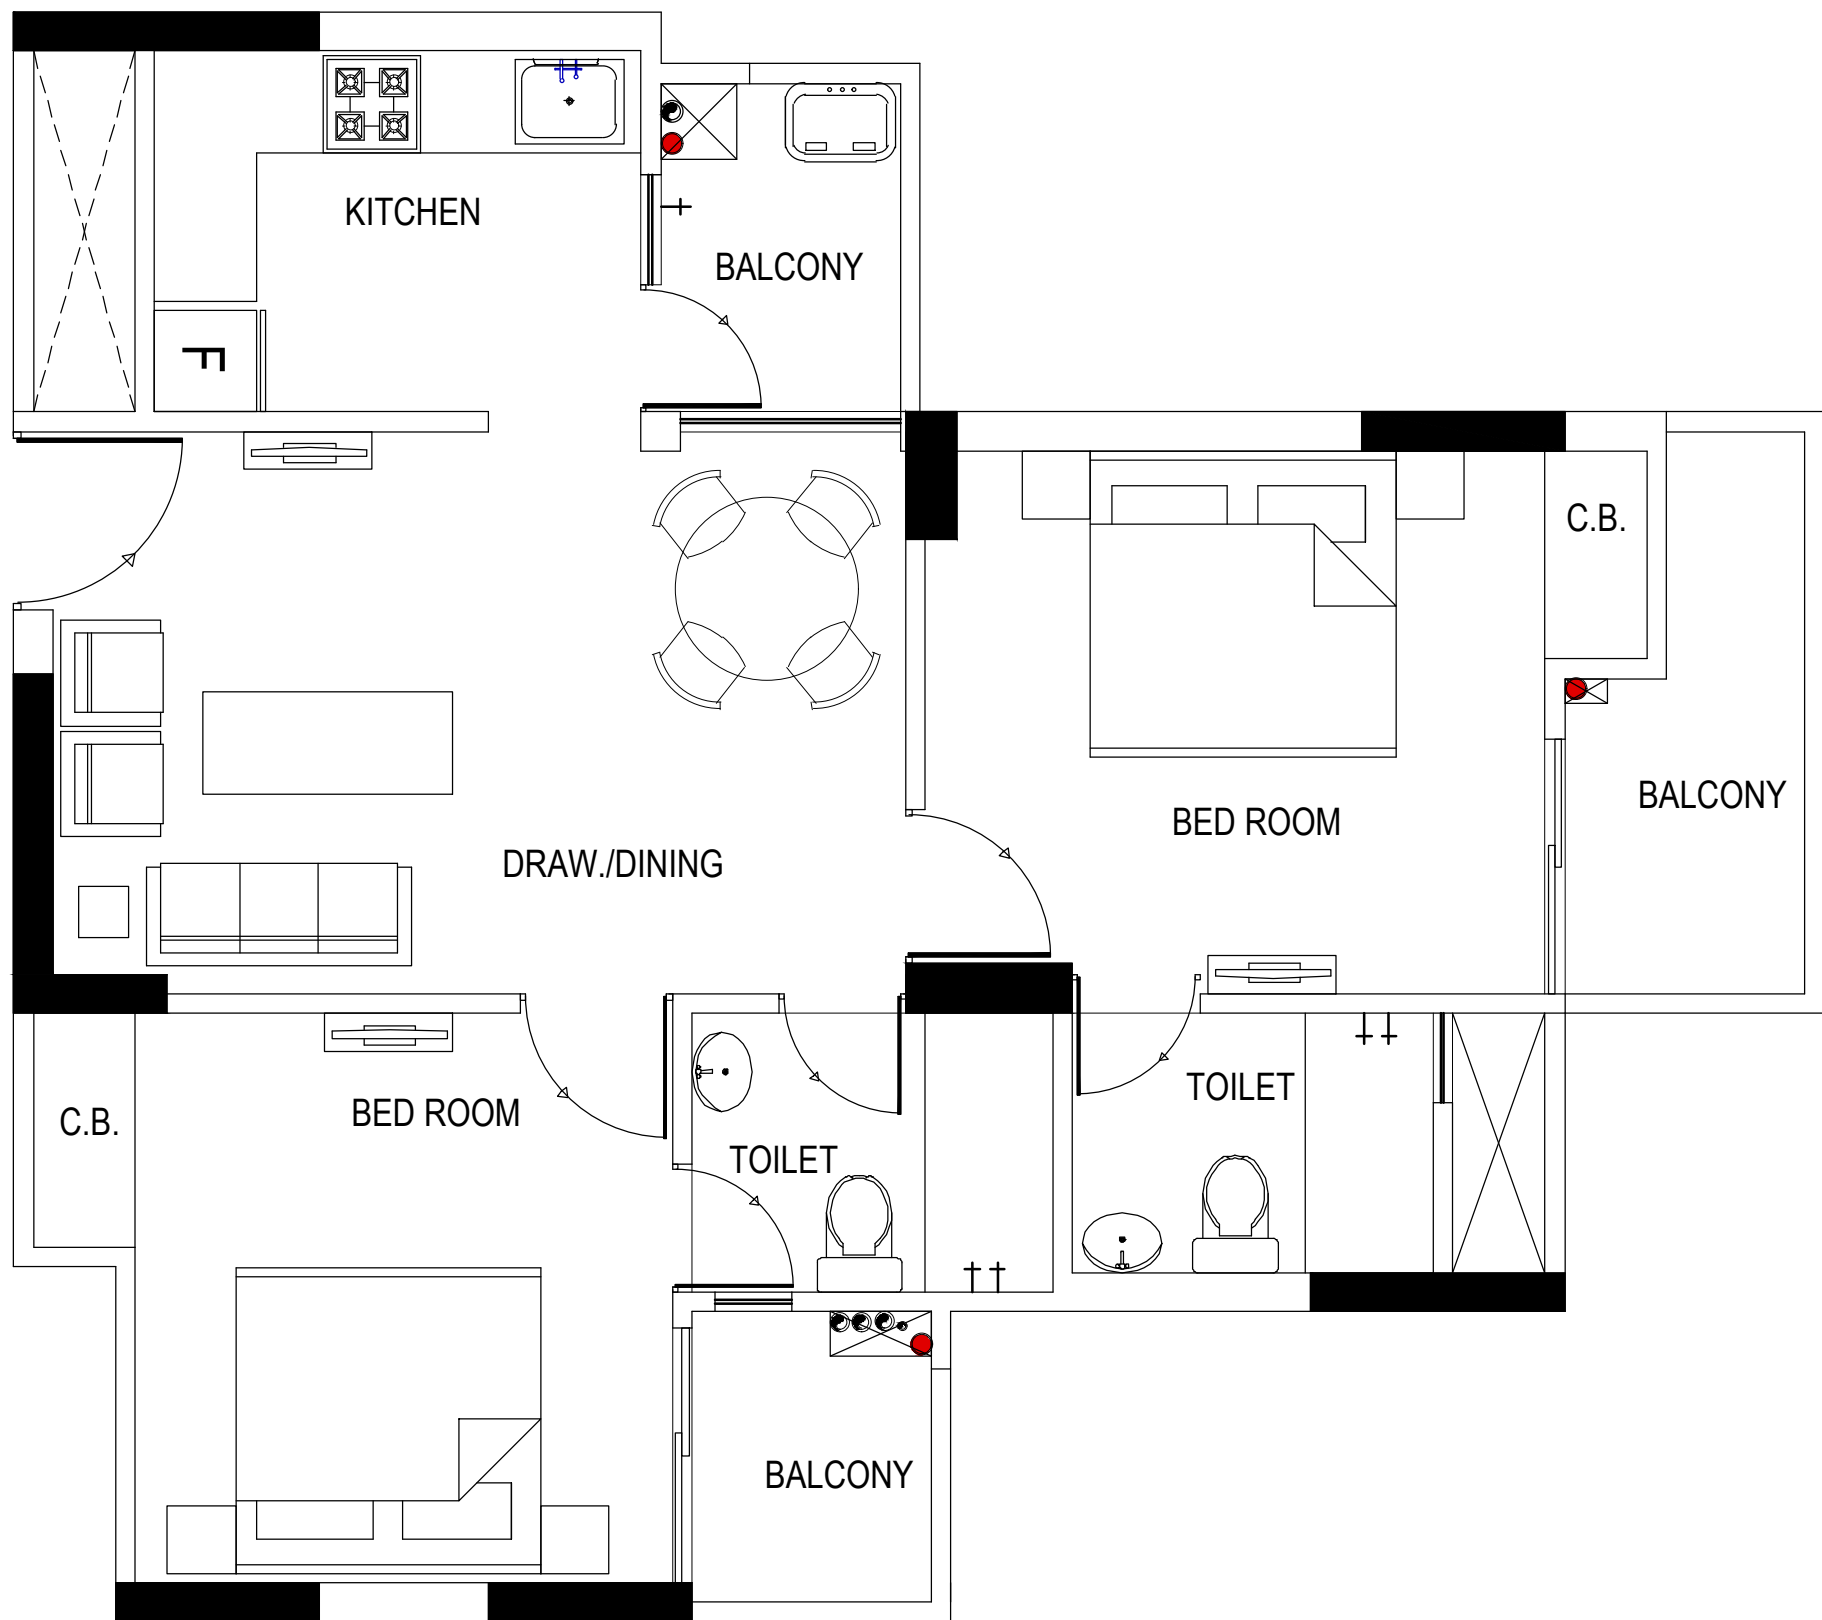 KITCHEN
BALCONY
F
C.B.
BALCONY
BED ROOM
DRAW./DINING
TOILET
C.B.
BED ROOM
TOILET
BALCONY